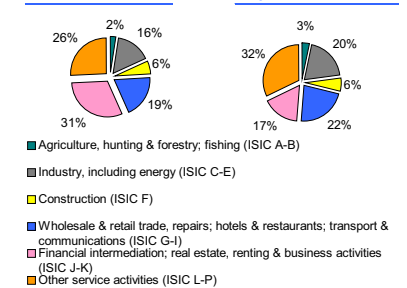 2%
16%
6%
19%
31%
26%
3%
20%
6%
22%
17%
32%
Agriculture, hunting & forestry; fishing (ISIC A-B)
Industry, including energy (ISIC C-E)
Construction (ISIC F)
Wholesale & retail trade, repairs; hotels & restaurants; transport &
communications (ISIC G-I)
Financial intermediation; real estate, renting & business activities
(ISIC J-K)
Other service activities (ISIC L-P)